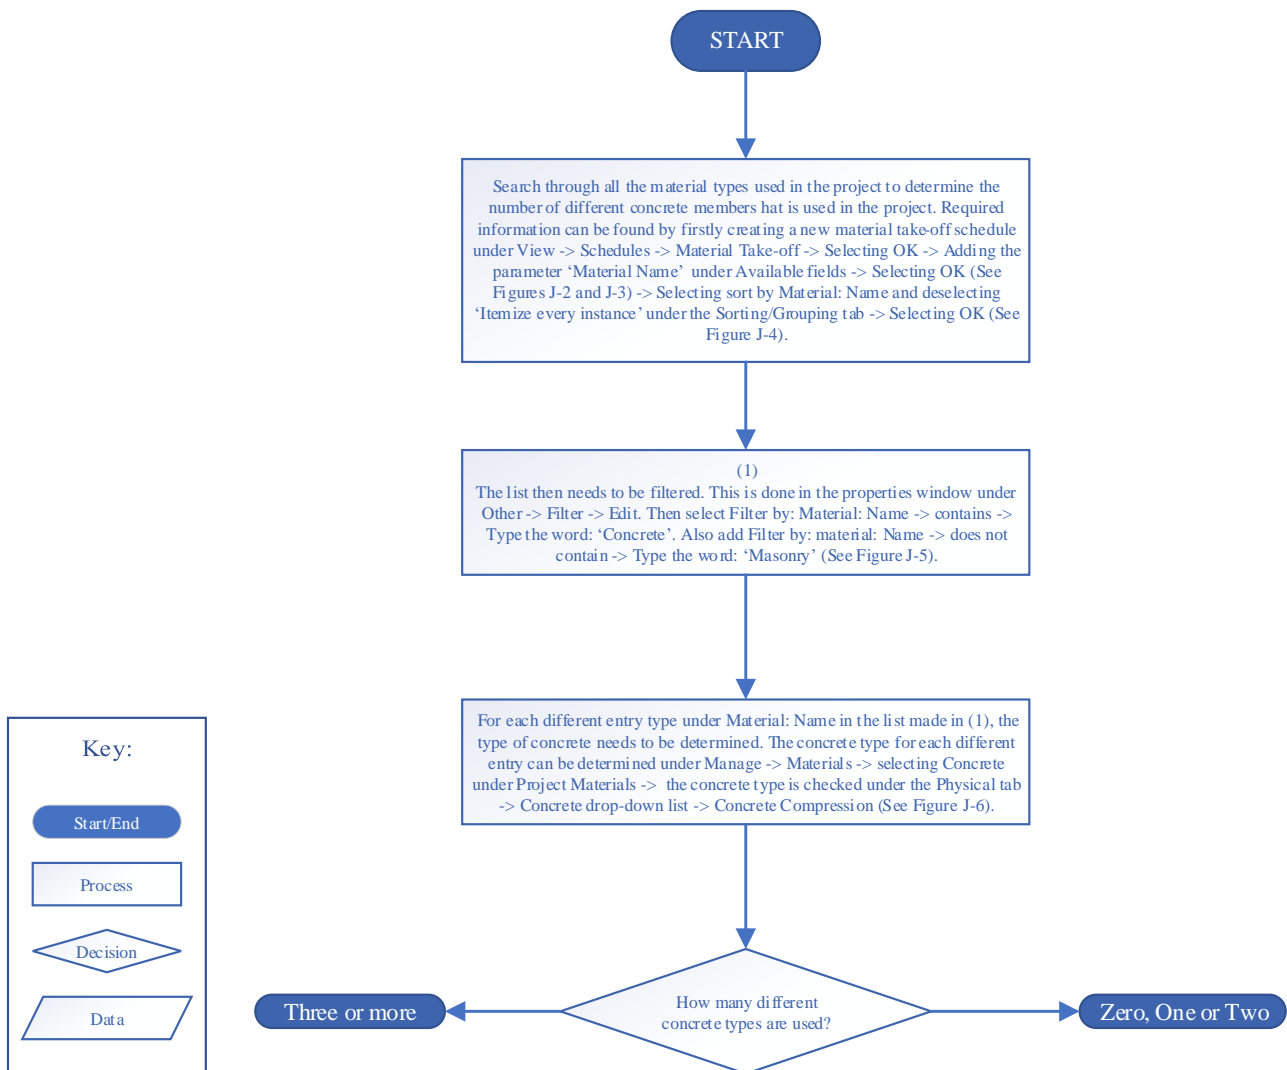 START
Search through all the material types used in the project to determine the
number of different concrete members hat is used in the project. Required
information can be found by firstly creating a new material take-off schedule
under View -> Schedules -> Material Take-off -> Selecting OK -> Adding the
parameter ‘Material Name’ under Available fields -> Selecting OK (See
Figures J-2 and J-3) -> Selecting sort by Material: Name and deselecting
‘Itemize every instance’ under the Sorting/Grouping tab -> Selecting OK (See
Figure J-4).
(1)
The list then needs to be filtered. This is done in the properties window under
Other -> Filter -> Edit. Then select Filter by: Material: Name -> contains ->
Type the word: ‘Concrete’. Also add Filter by: material: Name -> does not
contain -> Type the word: ‘Masonry’ (See Figure J-5).
For each different entry type under Material: Name in the list made in (1), the
type of concrete needs to be determined. The concrete type for each different
entry can be determined under Manage -> Materials -> selecting Concrete
under Project Materials -> the concrete type is checked under the Physical tab
-> Concrete drop-down list -> Concrete Compression (See Figure J-6).
Key:
Start/End
Process
Decision
Data
Three or more
How many different
concrete types are used?
Zero, One or Two